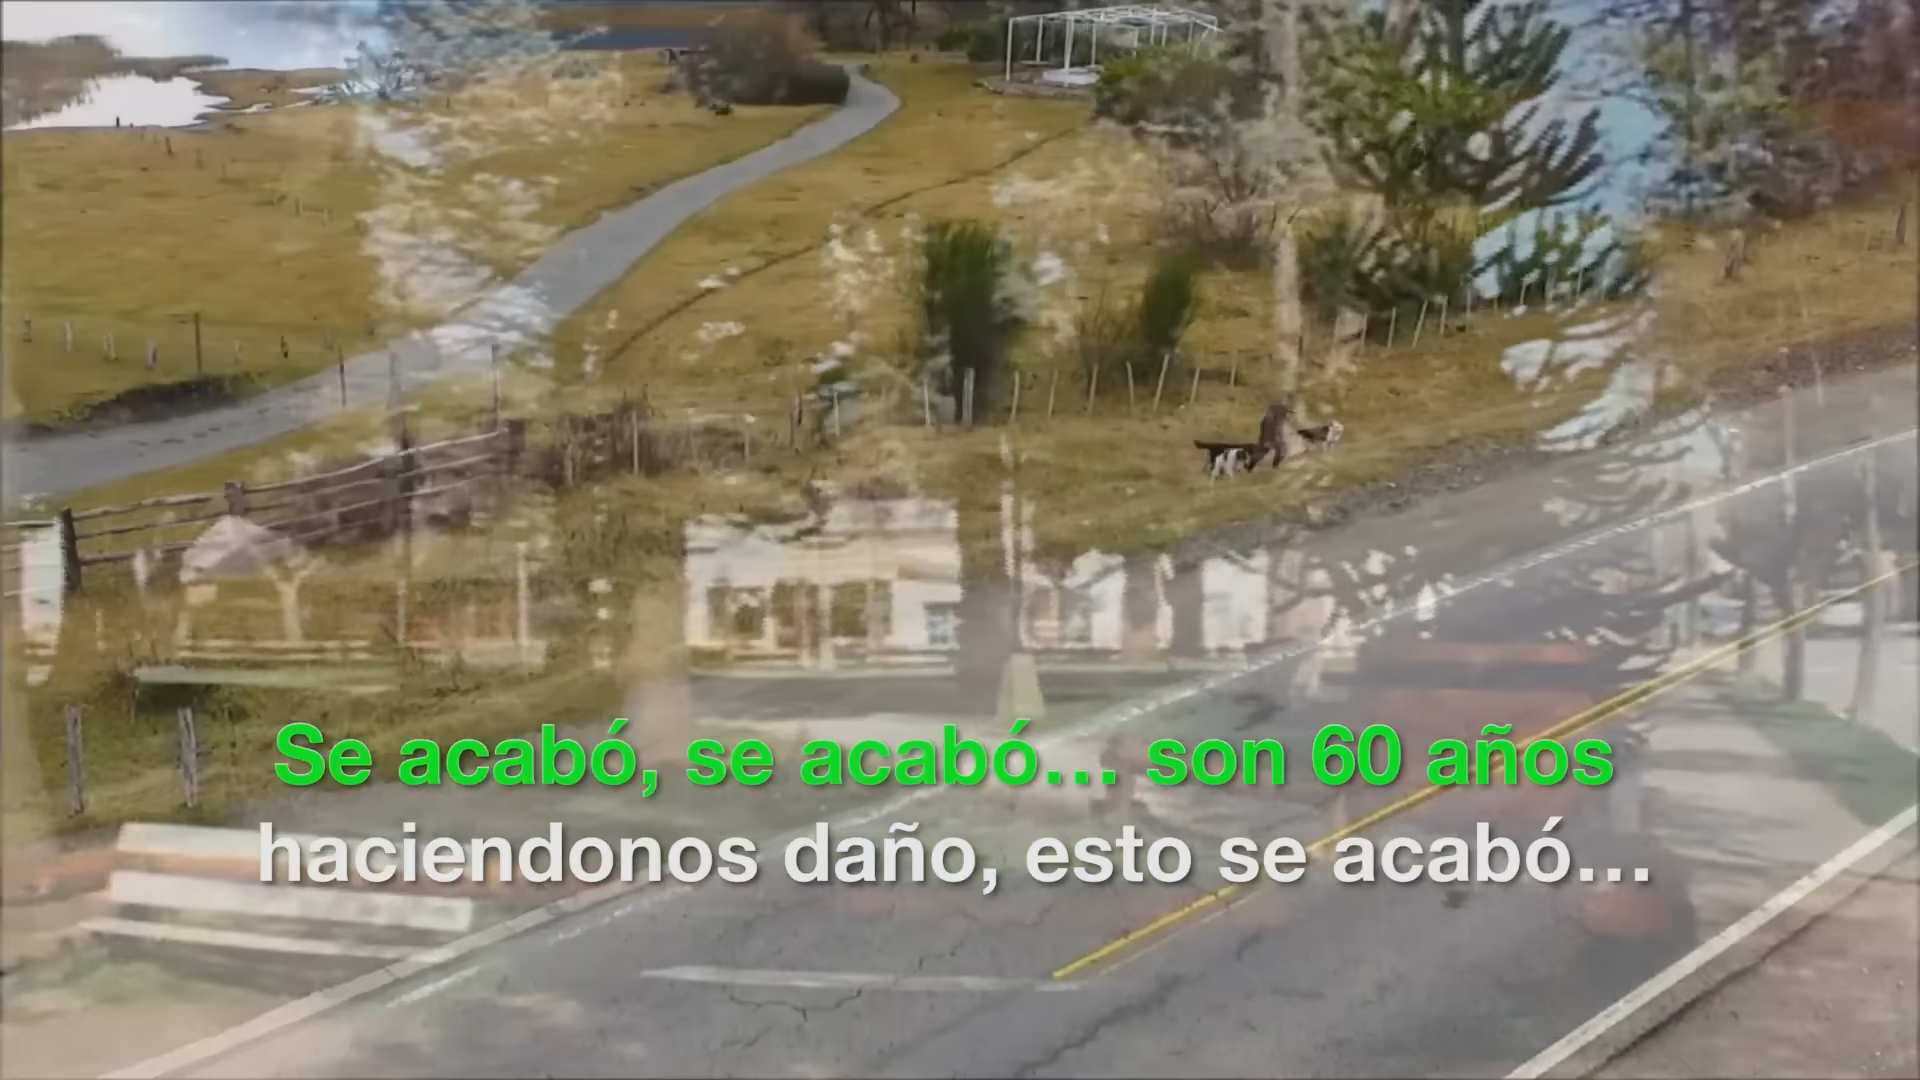 Se acabó, se acabó... son 60 años
haciendonos daño, esto se acabó...